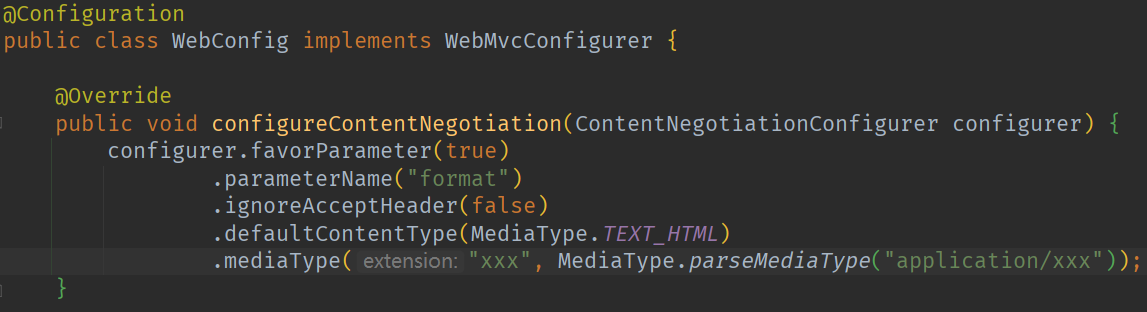 @Configuration
public class WebConfig implements WebMvcConfigurer {
@Override
public void configureContentNegotiation(ContentNegotiationConfigurer configurer) {
configurer.favorParameter(true)
.parameterName("format")
.ignoreAcceptHeader(false)
.defaultContentType(MediaType.TEXT_HTML)
.mediaType( extension: "xxx", MediaType.parseMediaType("application/xxx"));
}